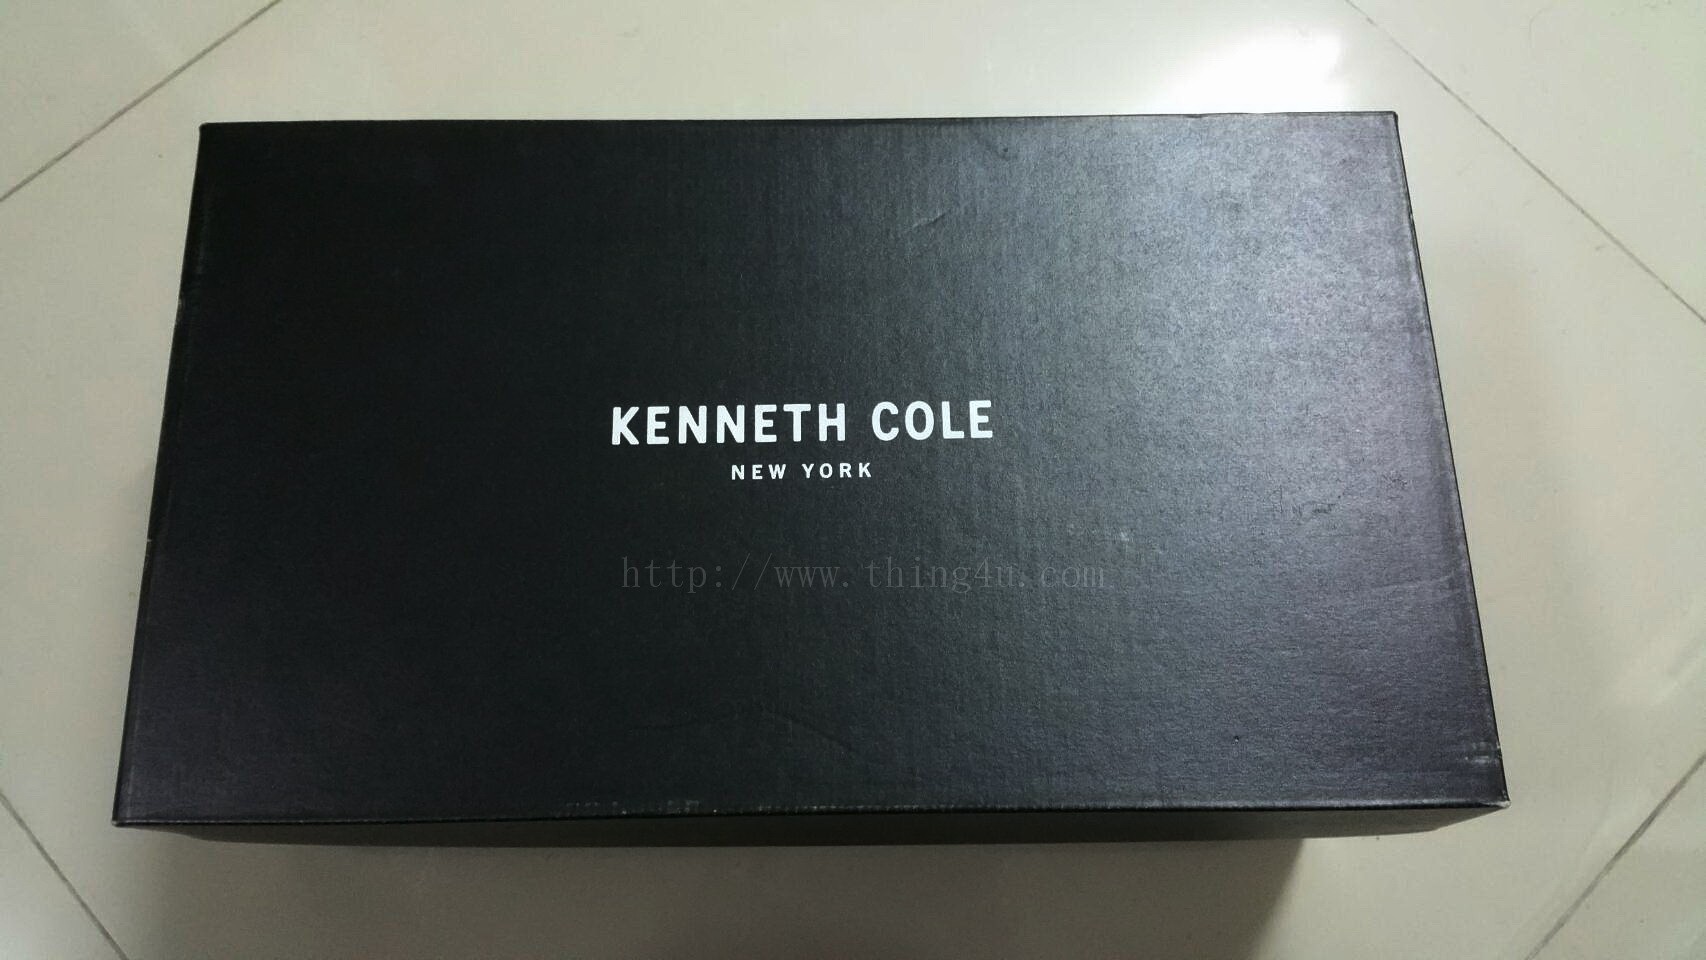 KENNETH COLE
NEW YORK
http://www.thing4u.com